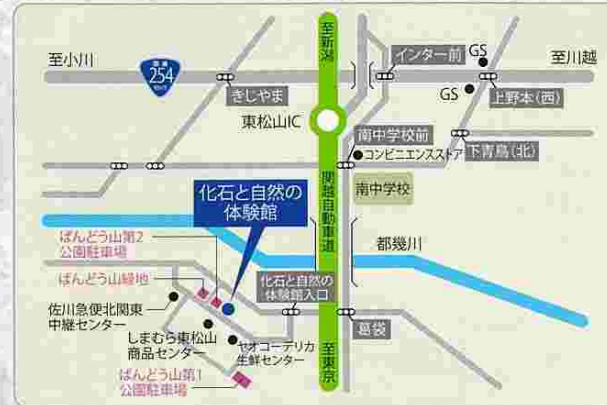 至新潟
至小川
国道
254
きじやま
インター前
GS
至川越
GS
上野本(西)
東松山IC
南中学校前
コンビニエンスストア
下青鳥(北)
関越自動車道
南中学校
化石と自然の
体験館
都幾川
ばんどう山第2
公園駐車場
ばんどう山緑地
化石と自然の
体験館入口
佐川急便北関東
中継センター
しまむら東松山
商品センター
ヤオコーデリカ
生鮮センター
葛袋
至東京
ばんどう山第1
公園駐車場